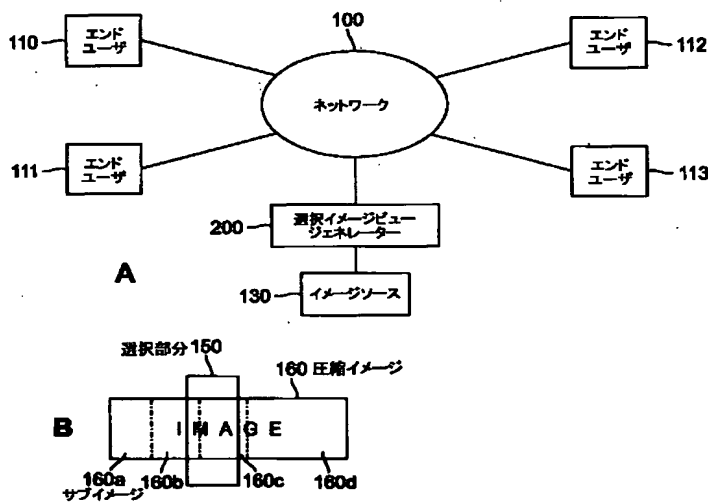 100
110
エンド
ユーザ
エンド
ユーザ
112
ネットワーク
111
エンド
ユーザ
エンド
ユーザ
113
200
選択イメージビュー
ジェネレーター
A
130
イメージソース
選択部分 150
160 圧縮イメージ
B
I M A G E
160a
160b
160c
160d
サブイメージ